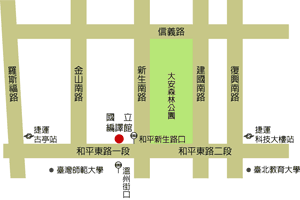 信義路
羅斯福路
金山南路
新生南路
大安森林公園
建國南路
復興南路
國立
編譯館
捷運
古亭站
和平新生路口
捷運
科技大樓站
和平東路一段
和平東路二段
臺灣師範大學
溫州街口
臺北教育大學